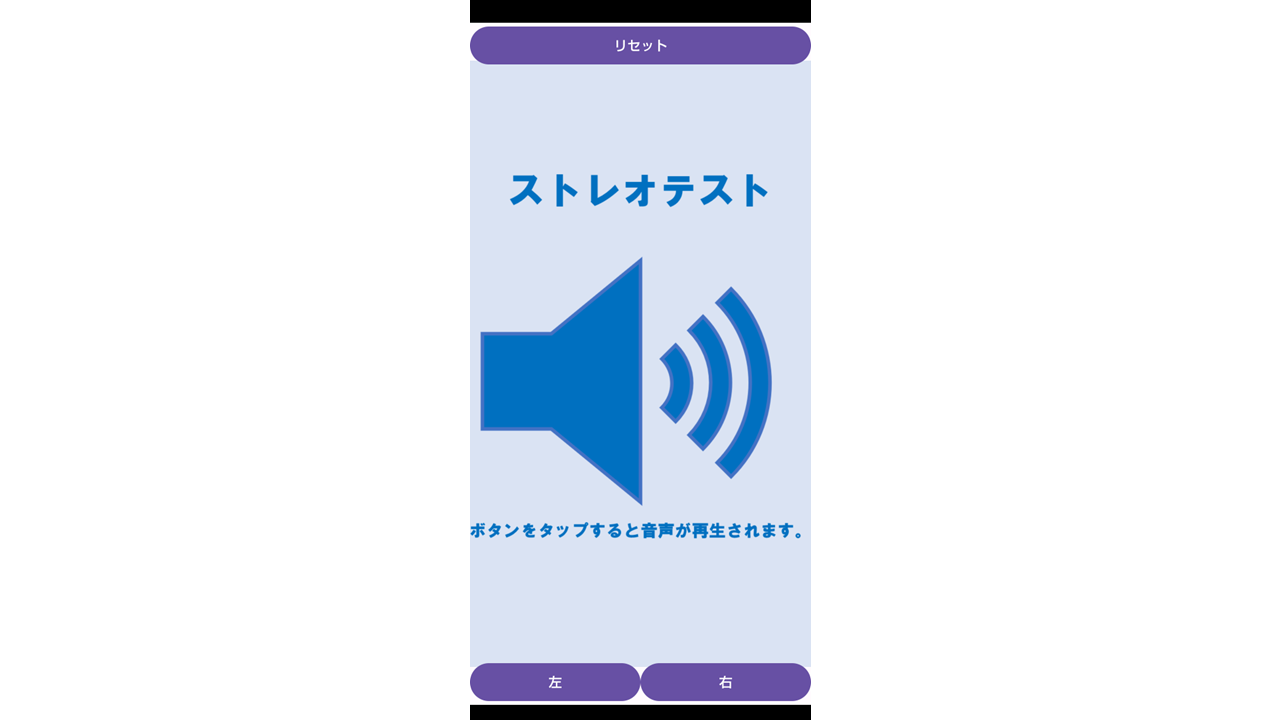 リセット
ストレオテスト
ボタンをタップすると音声が再生されます。
左
右